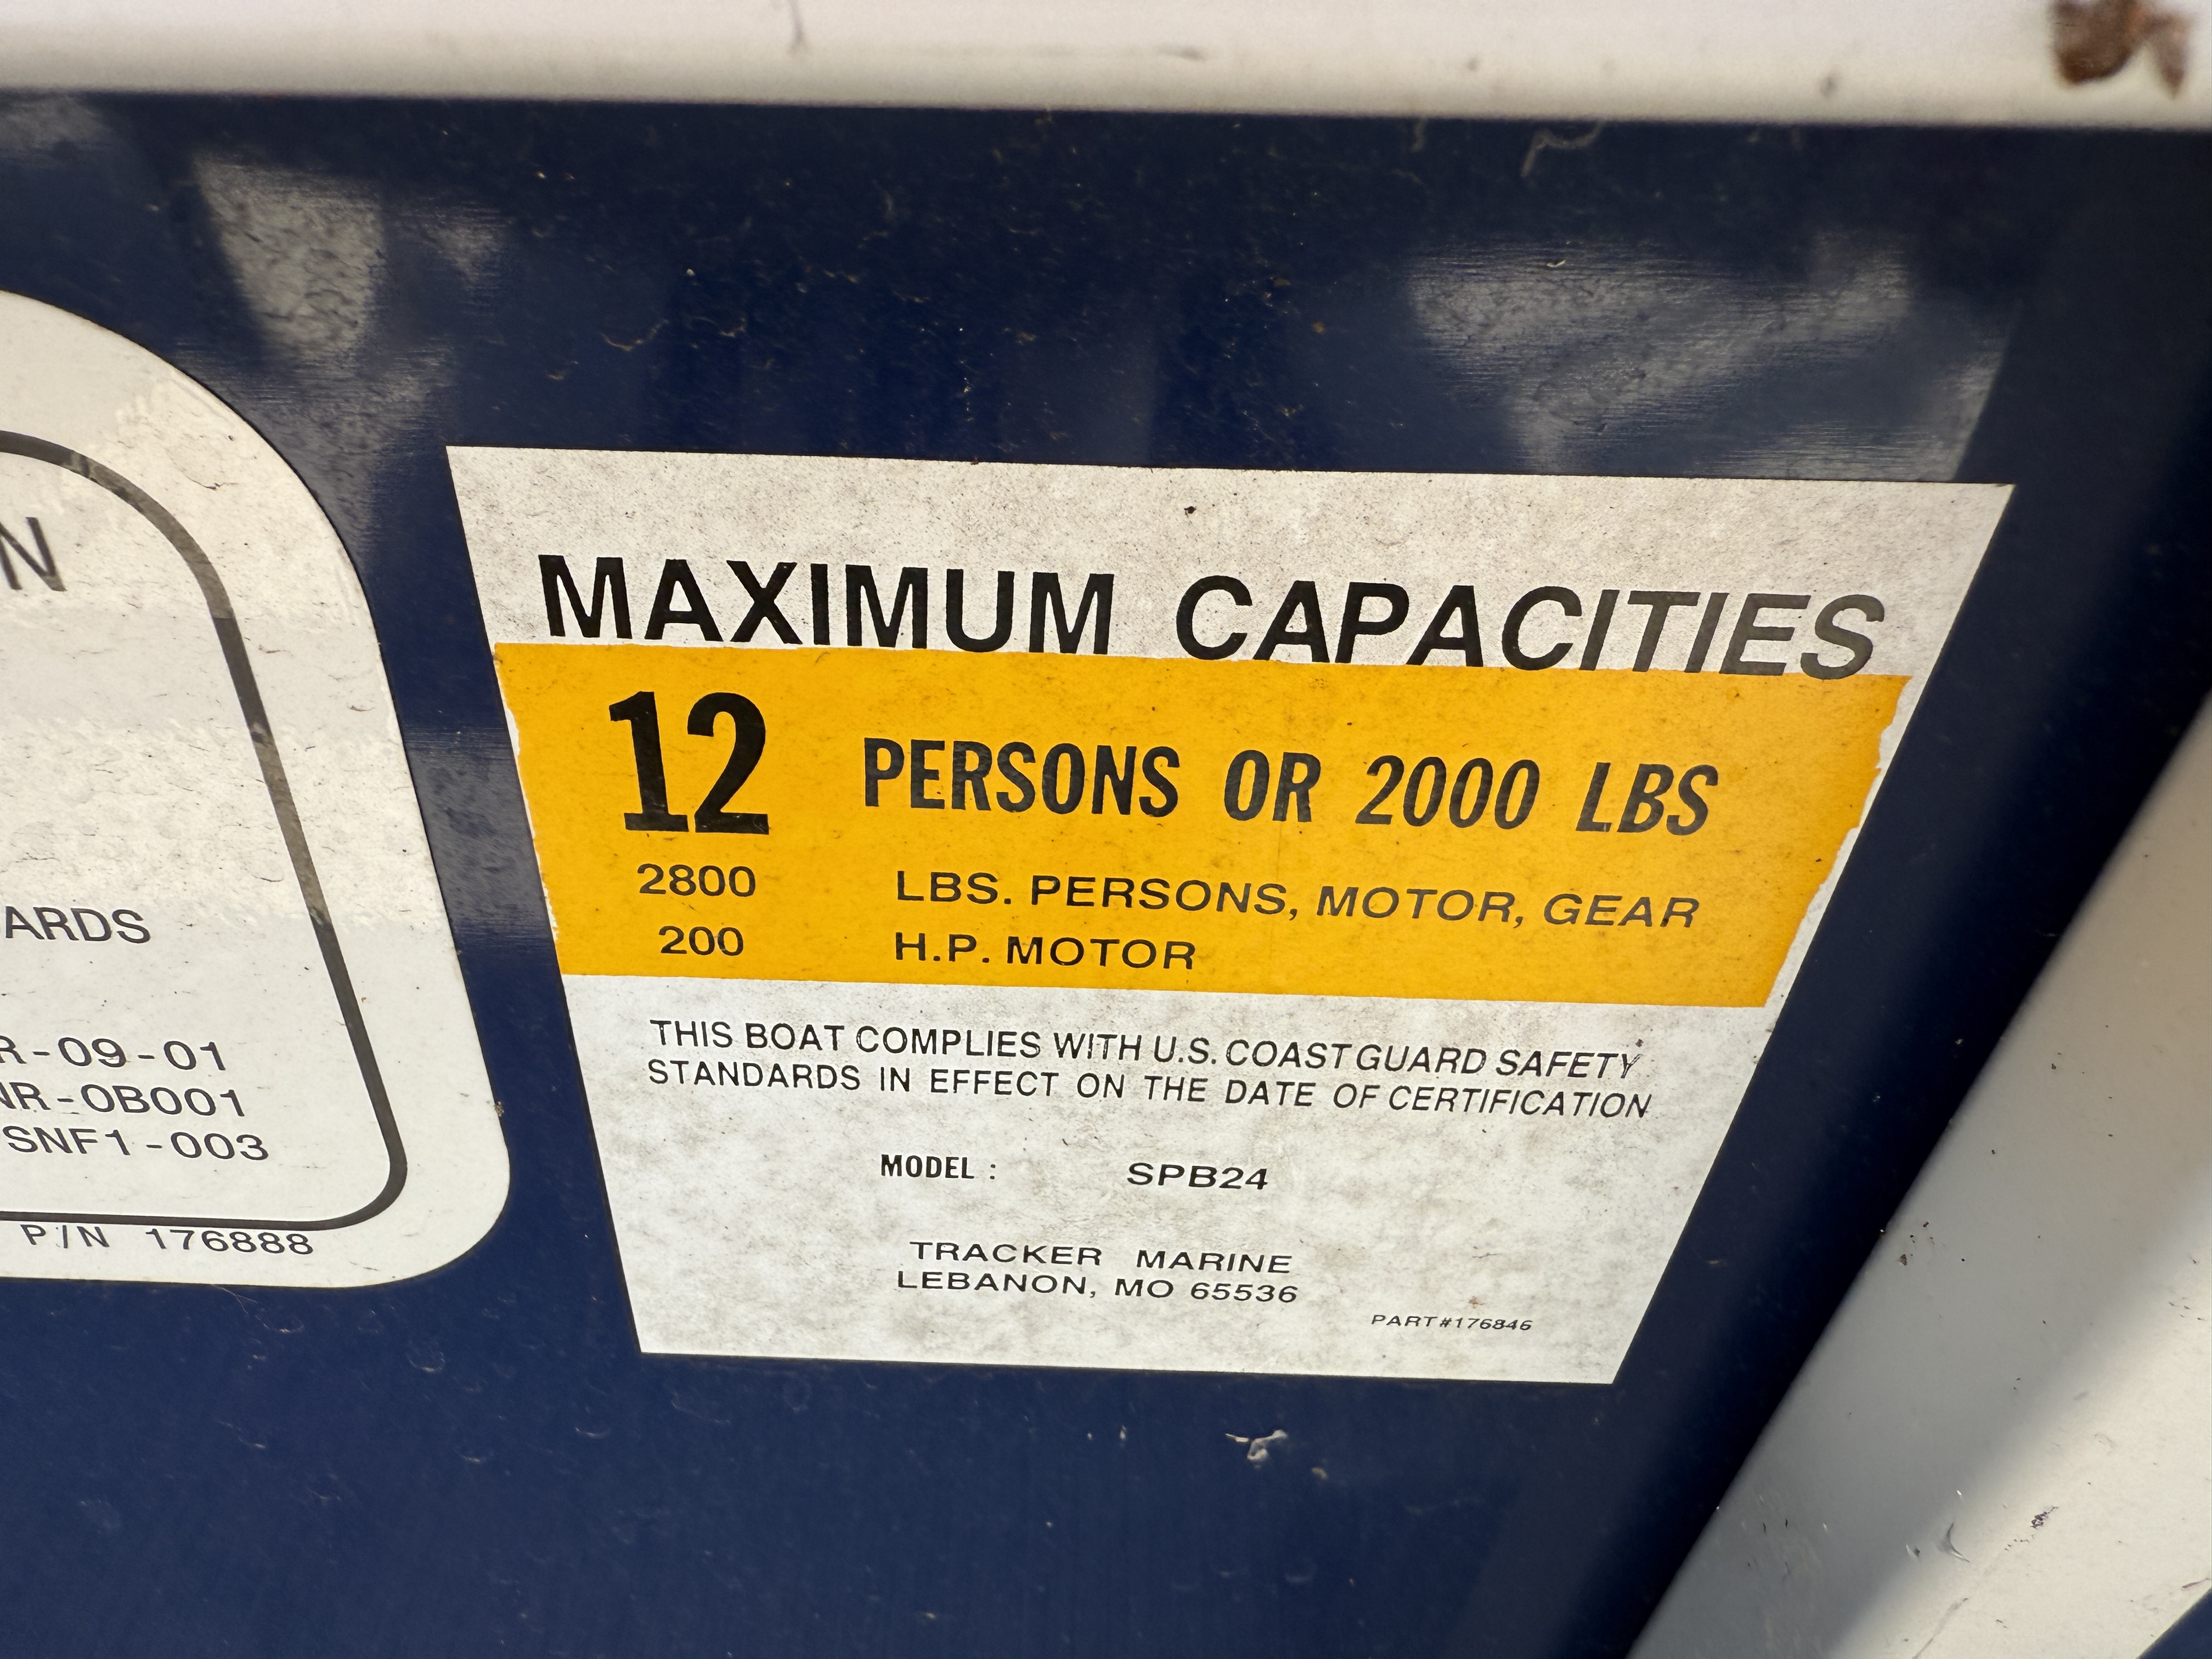 N
ARDS
R-09-01
NR-0B001
SNF1-003
P/N 176888
MAXIMUM CAPACITIES
12 PERSONS OR 2000 LBS
2800 LBS. PERSONS, MOTOR, GEAR
200 H.P. MOTOR
THIS BOAT COMPLIES WITH U.S. COAST GUARD SAFETY
STANDARDS IN EFFECT ON THE DATE OF CERTIFICATION
MODEL : SPB24
TRACKER MARINE
LEBANON, MO 65536
PART#176846